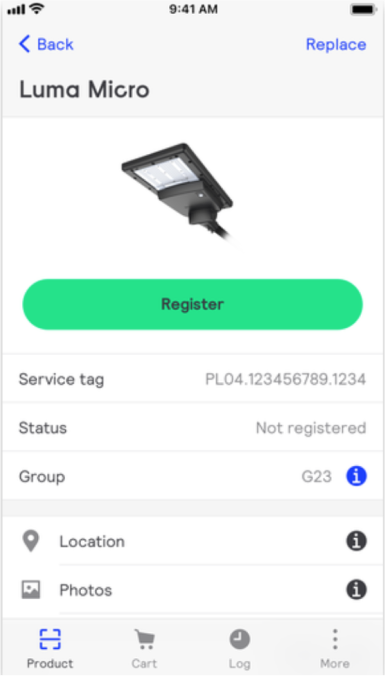 9:41 AM
Back Replace
Luma Micro
Register
Service tag PL04.123456789.1234
Status Not registered
Group G23
Location
Photos
Product Cart Log More